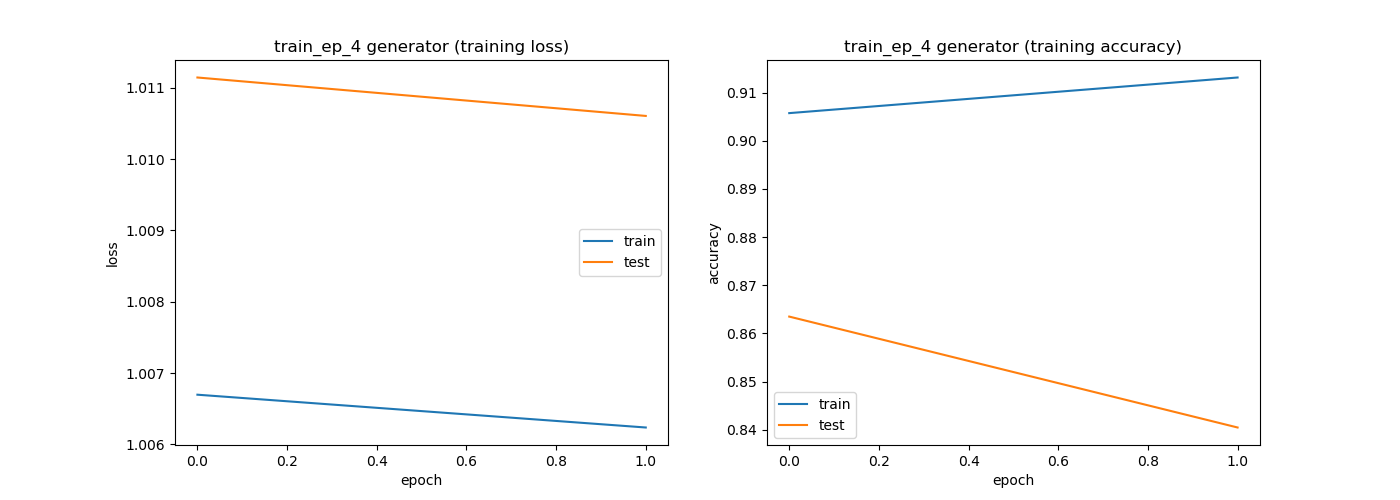 train_ep_4 generator (training loss)
1.011
1.010
1.009
1.008
1.007
1.006
loss
train
test
0.0 0.2 0.4 0.6 0.8 1.0
epoch
train_ep_4 generator (training accuracy)
0.91
0.90
0.89
0.88
0.87
0.86
0.85
0.84
accuracy
train
test
0.0 0.2 0.4 0.6 0.8 1.0
epoch